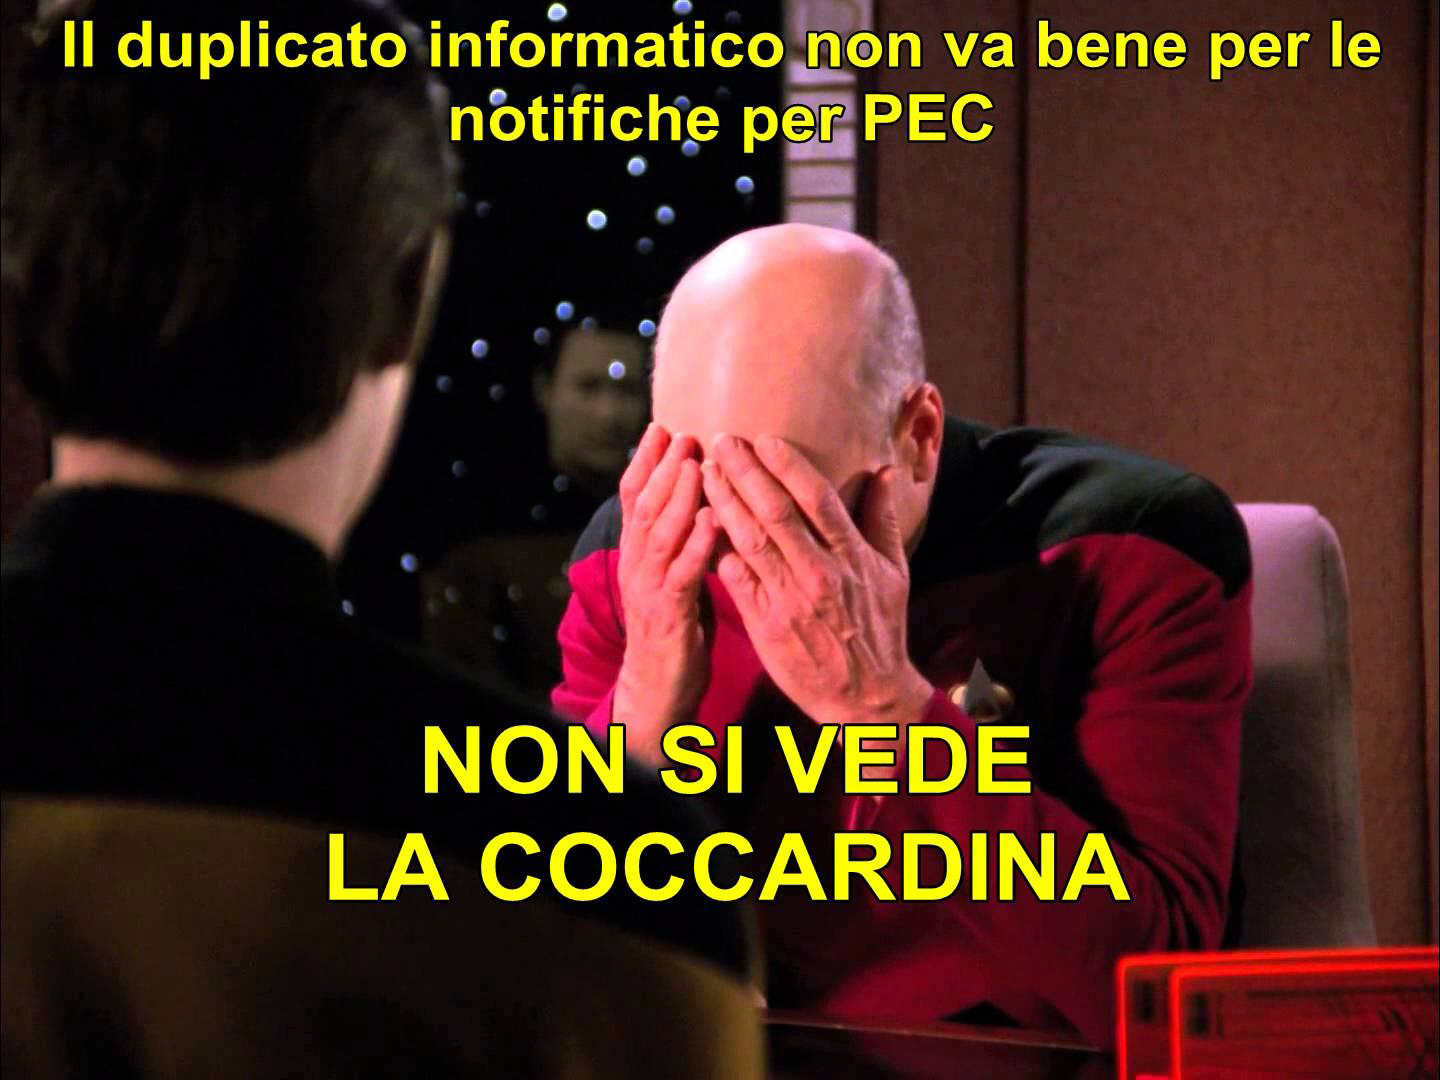 Il duplicato informatico non va bene per le
notifiche per PEC
NON SI VEDE
LA COCCARDINA